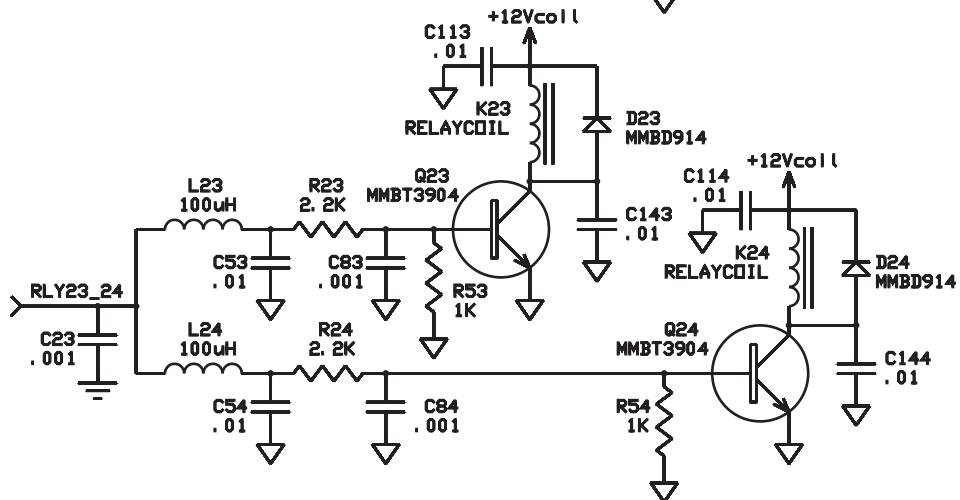 +12Vcoil
C113
.01
K23
RELAYCOIL
D23
MMBD914
Q23
MMBT3904
C143
.01
+12Vcoil
C114
.01
K24
RELAYCOIL
D24
MMBD914
L23
100uH
R23
2.2K
C53
.01
C83
.001
R53
1K
RLY23_24
C23
.001
L24
100uH
R24
2.2K
Q24
MMBT3904
C144
.01
C54
.01
C84
.001
R54
1K